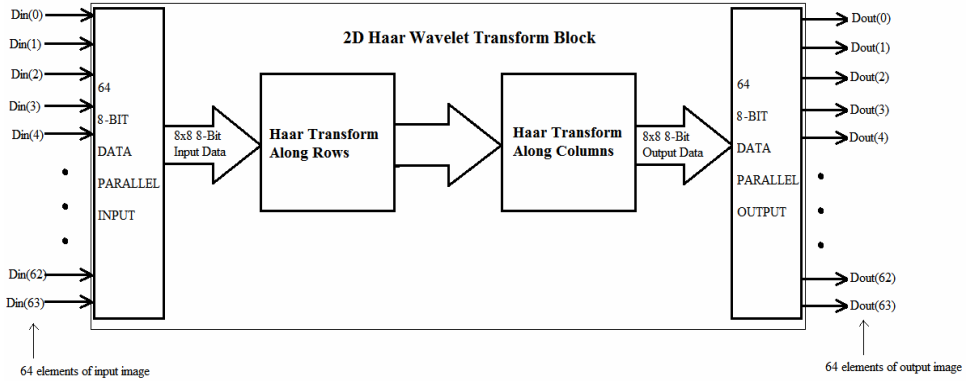 2D Haar Wavelet Transform Block
Din(0)
Din(1)
Din(2)
Din(3)
Din(4)
Din(62)
Din(63)
64
8-BIT
DATA
PARALLEL
INPUT
8x8 8-Bit
Input Data
Haar Transform
Along Rows
Haar Transform
Along Columns
8x8 8-Bit
Output Data
64
8-BIT
DATA
PARALLEL
OUTPUT
Dout(0)
Dout(1)
Dout(2)
Dout(3)
Dout(4)
Dout(62)
Dout(63)
64 elements of input image
64 elements of output image